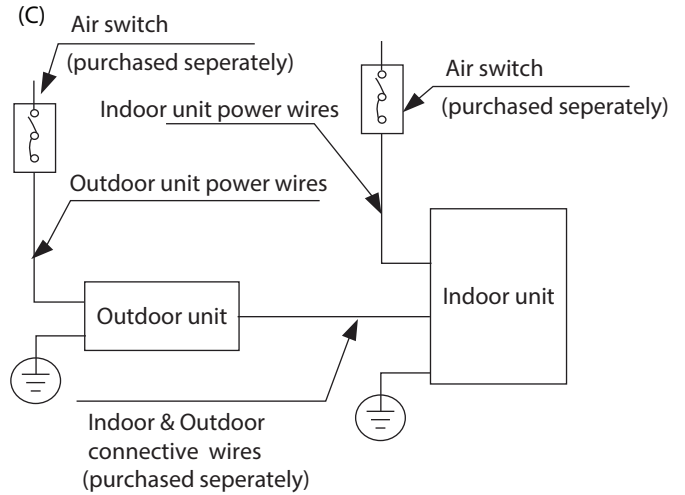 (C)
Air switch
(purchased seperately)
Air switch
(purchased seperately)
Indoor unit power wires
Outdoor unit power wires
Outdoor unit
Indoor unit
Indoor & Outdoor
connective wires
(purchased seperately)